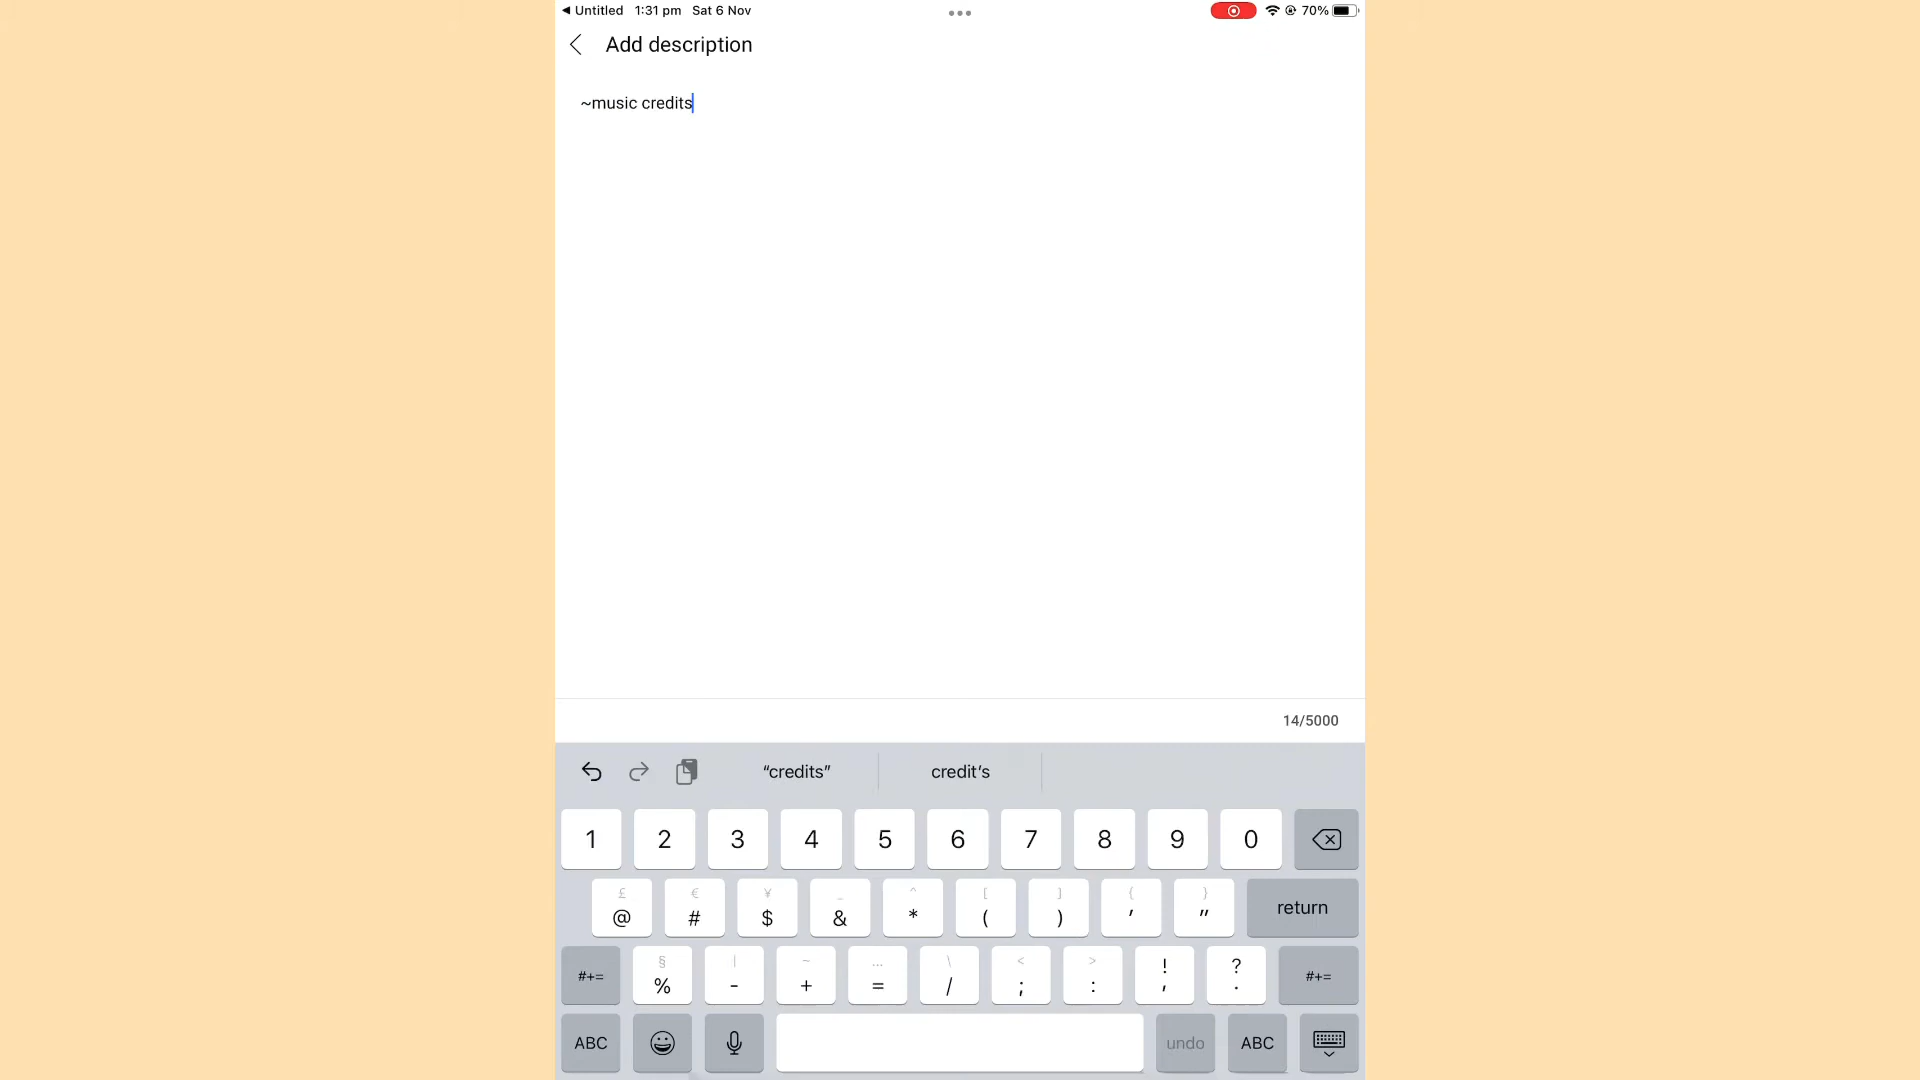 ◀ Untitled 1:31 pm Sat 6 Nov 70%
Add description
~music credits
14/5000
“credits” credit's
1 2 3 4 5 6 7 8 9 0
£ € ¥ _ ^ [ ] { }
@ # $ & * ( ) ' " return
§ | ~ … \ < > ! ?
#+= % - + = / ; : , . #+=
ABC undo ABC